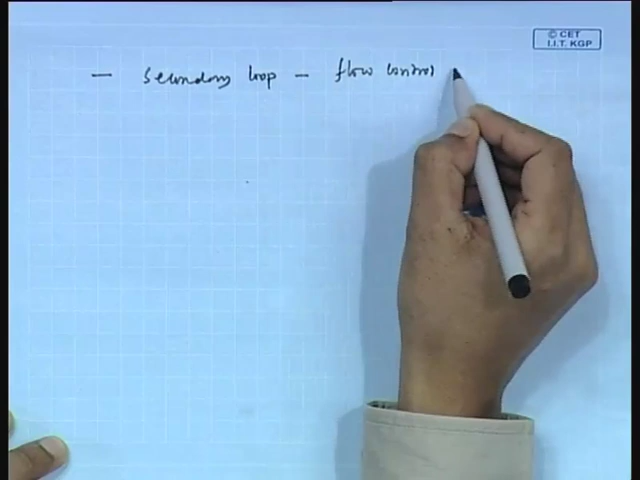 © CET
I.I.T. KGP
— secondary loop – flow control